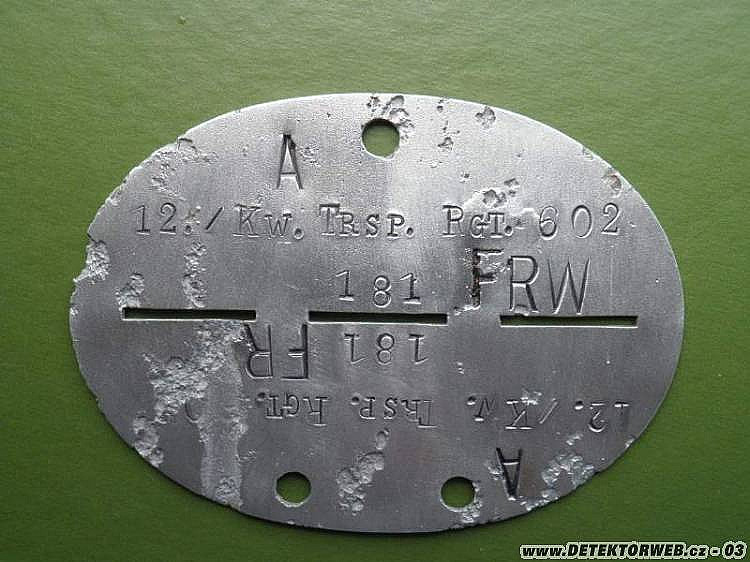 A
12./Kw. Trsp. Rgt. 602
181
FRW
181
FR
12./Kw. Trsp. Rgt.
A
www.DETEKTORWEB.cz - 03